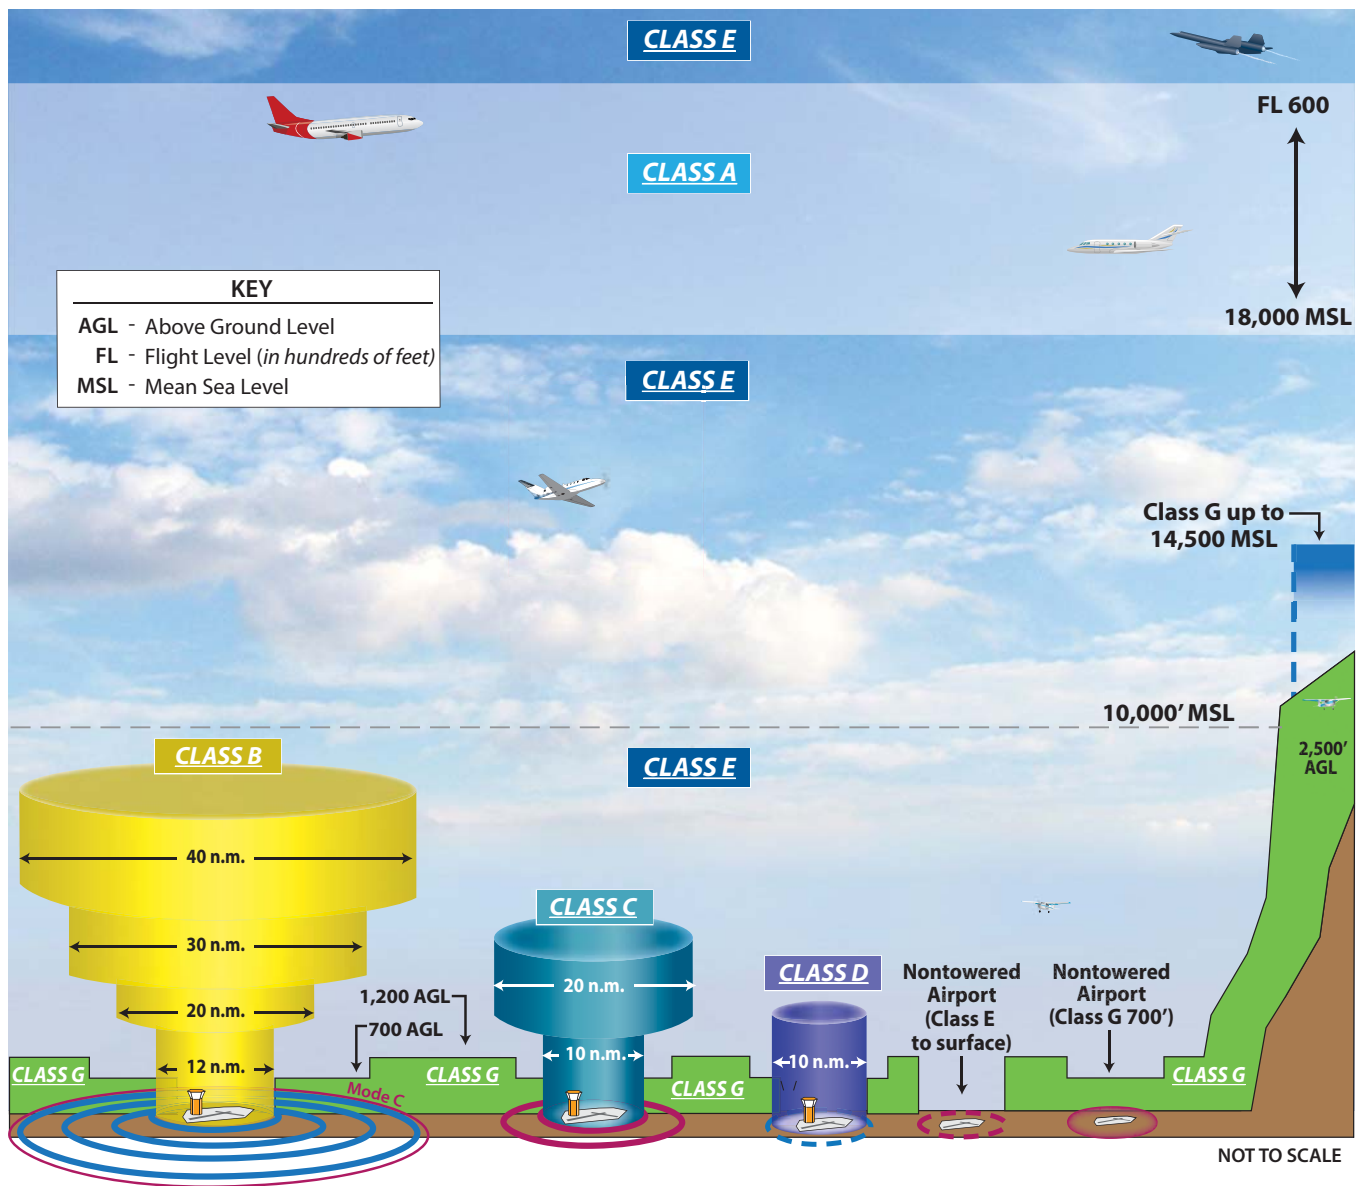 CLASS E
FL 600
CLASS A
18,000 MSL
KEY
AGL - Above Ground Level
FL - Flight Level (in hundreds of feet)
MSL - Mean Sea Level
CLASS E
Class G up to
14,500 MSL
10,000’ MSL
2,500’
AGL
CLASS B
CLASS E
40 n.m.
30 n.m.
20 n.m.
12 n.m.
1,200 AGL
700 AGL
CLASS C
20 n.m.
10 n.m.
CLASS D
10 n.m.
Nontowered
Airport
(Class E
to surface)
Nontowered
Airport
(Class G 700’)
CLASS G
Mode C
CLASS G
CLASS G
CLASS G
NOT TO SCALE